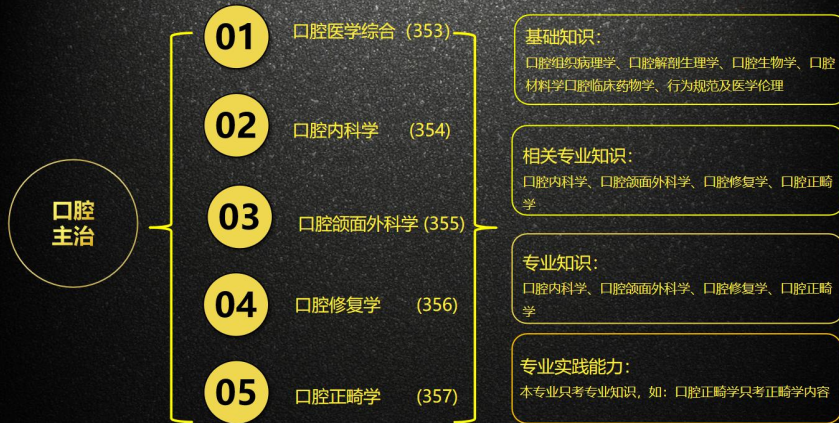 口腔
主治
01
口腔医学综合 (353)
02
口腔内科学 (354)
03
口腔颌面外科学 (355)
04
口腔修复学 (356)
05
口腔正畸学 (357)
基础知识：
口腔组织病理学、口腔解剖生理学、口腔生物学、口腔
材料学口腔临床药物学、行为规范及医学伦理
相关专业知识：
口腔内科学、口腔颌面外科学、口腔修复学、口腔正畸
学
专业知识：
口腔内科学、口腔颌面外科学、口腔修复学、口腔正畸
学
专业实践能力：
本专业只考专业知识，如：口腔正畸学只考正畸学内容